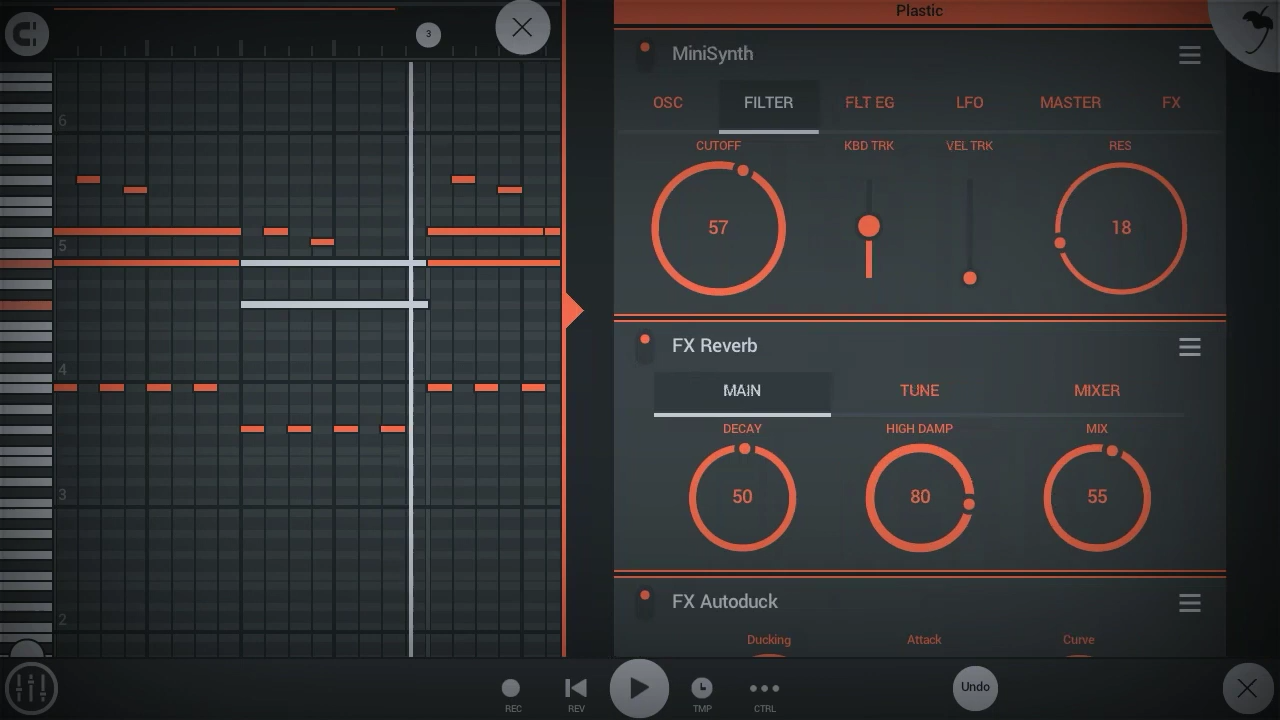 Plastic
3
MiniSynth
OSC FILTER FLT EG LFO MASTER FX
CUTOFF KBD TRK VEL TRK RES
57 18
6
5
4
3
2
FX Reverb
MAIN TUNE MIXER
DECAY HIGH DAMP MIX
50 80 55
FX Autoduck
Ducking Attack Curve
REC REV TMP CTRL
Undo